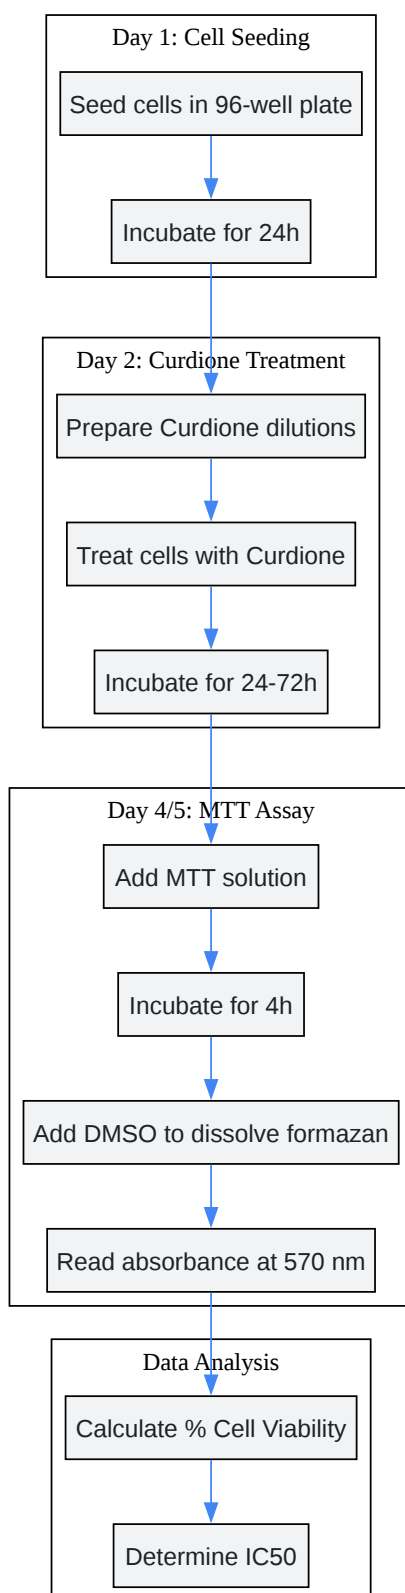 Day 1: Cell Seeding
Seed cells in 96-well plate
Incubate for 24h
Day 2: Curdione Treatment
Prepare Curdione dilutions
Treat cells with Curdione
Incubate for 24-72h
Day 4/5: MTT Assay
Add MTT solution
Incubate for 4h
Add DMSO to dissolve formazan
Read absorbance at 570 nm
Data Analysis
Calculate % Cell Viability
Determine IC50